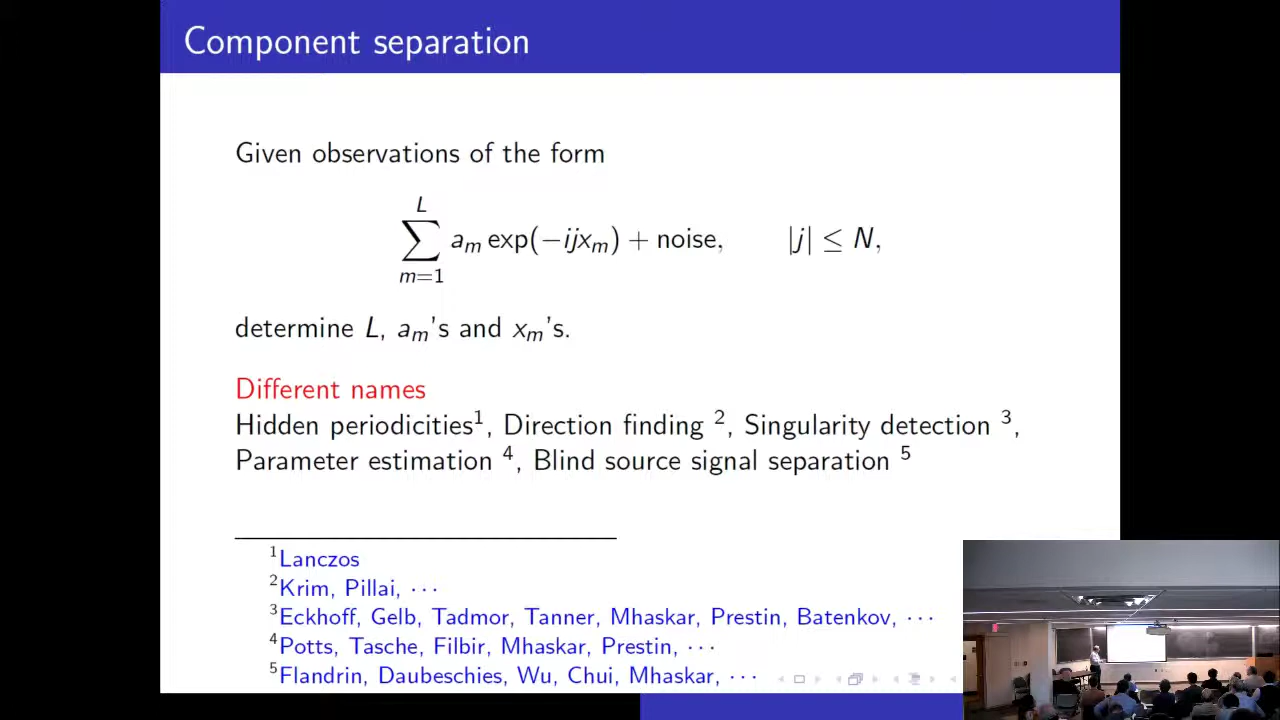 Component separation
Given observations of the form
\sum_{m=1}^{L} a_m exp(−ijx_m) + noise, |j| ≤ N,
determine L, a_m's and x_m's.
Different names
Hidden periodicities¹, Direction finding ², Singularity detection ³,
Parameter estimation ⁴, Blind source signal separation ⁵
¹Lanczos
²Krim, Pillai, ···
³Eckhoff, Gelb, Tadmor, Tanner, Mhaskar, Prestin, Batenkov, ···
⁴Potts, Tasche, Filbir, Mhaskar, Prestin, ···
⁵Flandrin, Daubeschies, Wu, Chui, Mhaskar, ···